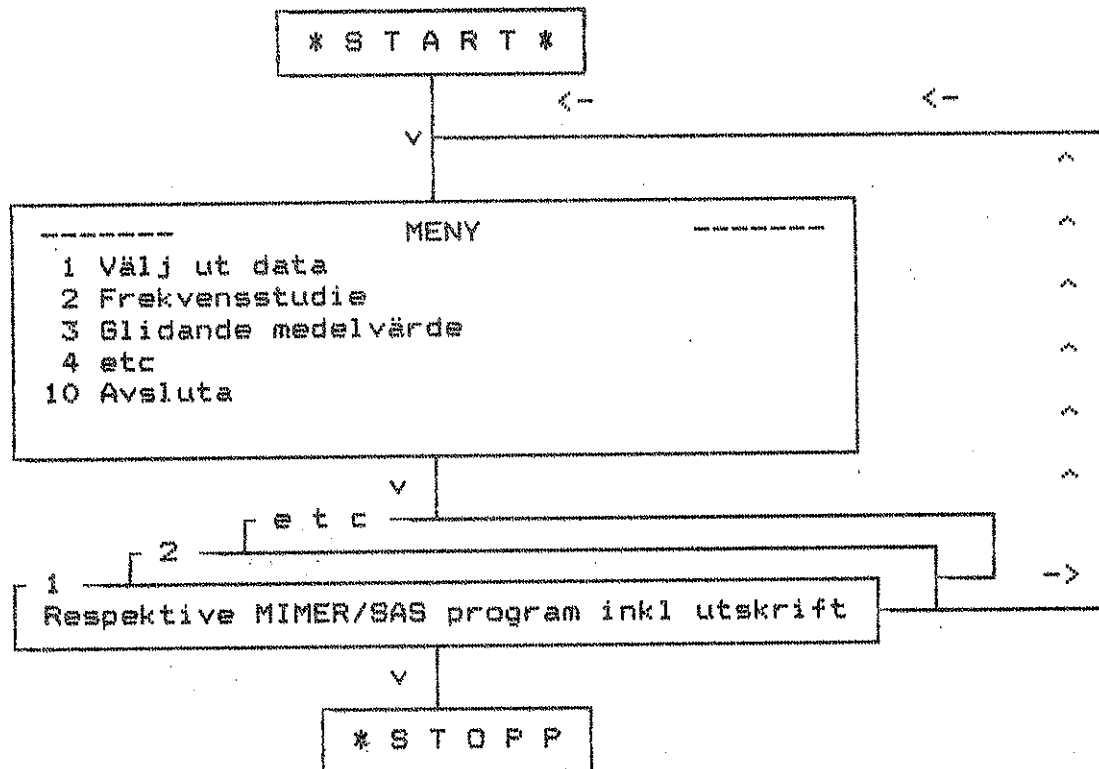 * S T A R T *
<- <-
v
^
------- MENY -------
^
1 Välj ut data
2 Frekvensstudie
^
3 Glidande medelvärde
4 etc
^
10 Avsluta
^
v
^
e t c
2
1
->
Respektive MIMER/SAS program inkl utskrift
v
* S T O P P